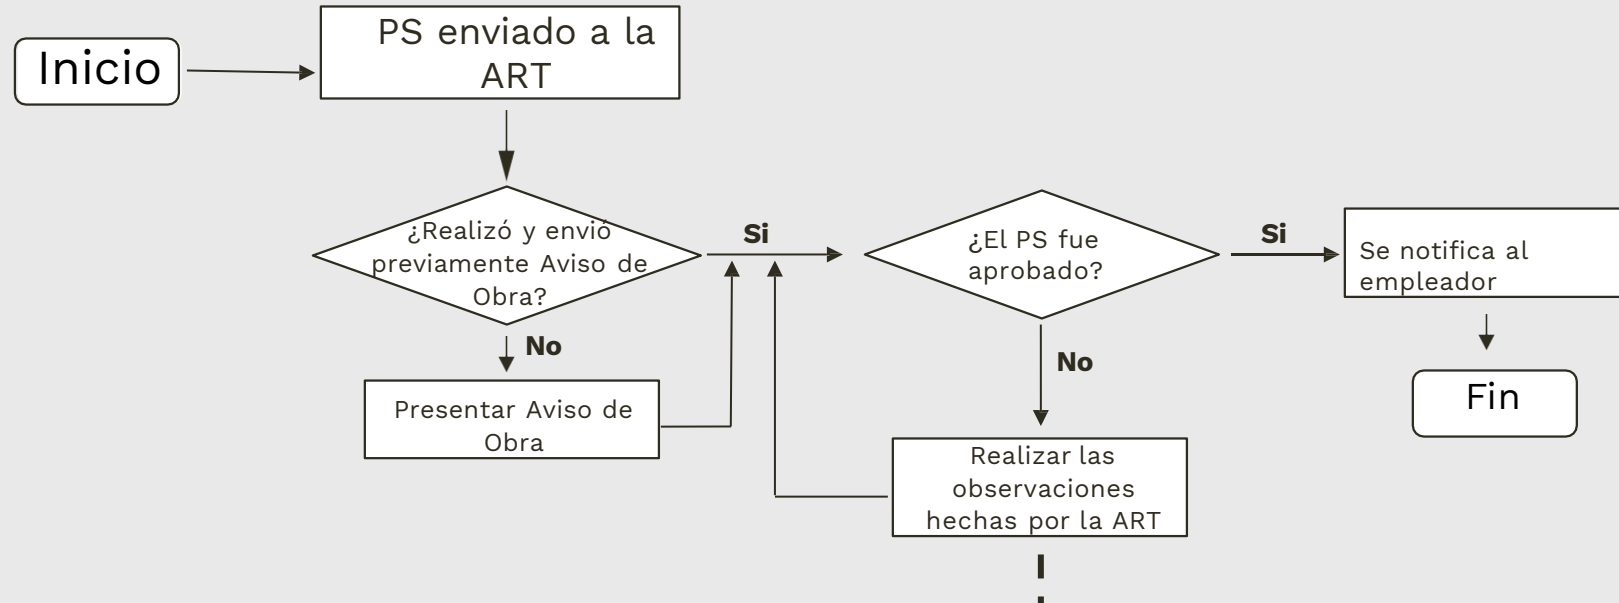 Inicio
PS enviado a la
ART
¿Realizó y envió
previamente Aviso de
Obra?
Si
¿El PS fue
aprobado?
Si
Se notifica al
empleador
No
Presentar Aviso de
Obra
No
Realizar las
observaciones
hechas por la ART
Fin